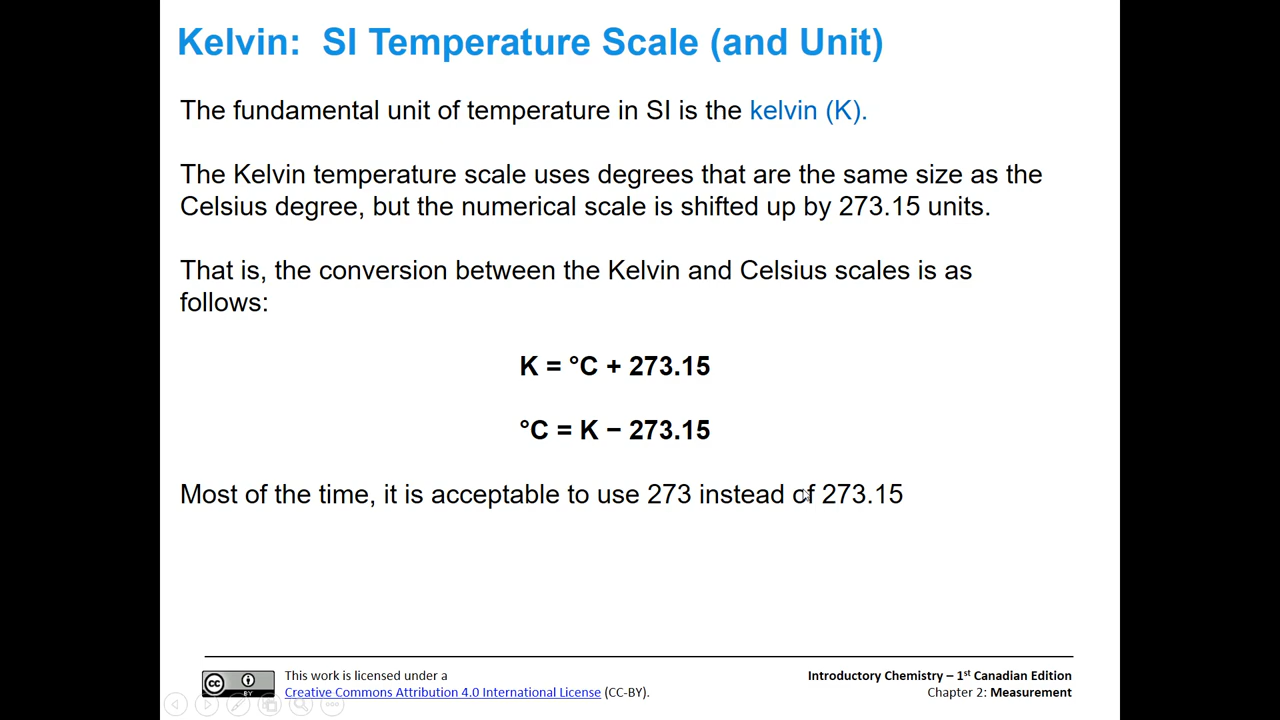 Kelvin:  SI Temperature Scale (and Unit)
The fundamental unit of temperature in SI is the kelvin (K).
The Kelvin temperature scale uses degrees that are the same size as the
Celsius degree, but the numerical scale is shifted up by 273.15 units.
That is, the conversion between the Kelvin and Celsius scales is as
follows:
K = °C + 273.15
°C = K − 273.15
Most of the time, it is acceptable to use 273 instead of 273.15
cc
BY
This work is licensed under a
Creative Commons Attribution 4.0 International License (CC-BY).
Introductory Chemistry – 1st Canadian Edition
Chapter 2: Measurement